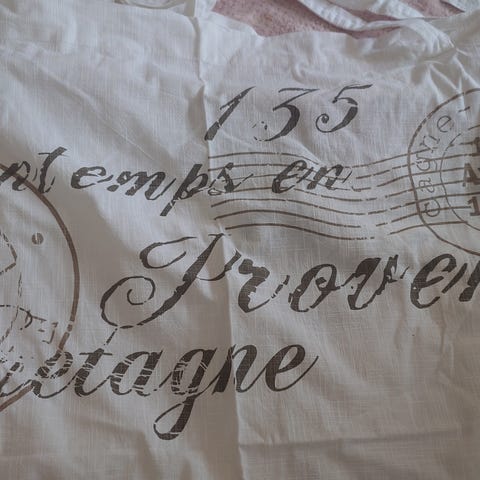 135
ntemps en
Proven
etagne